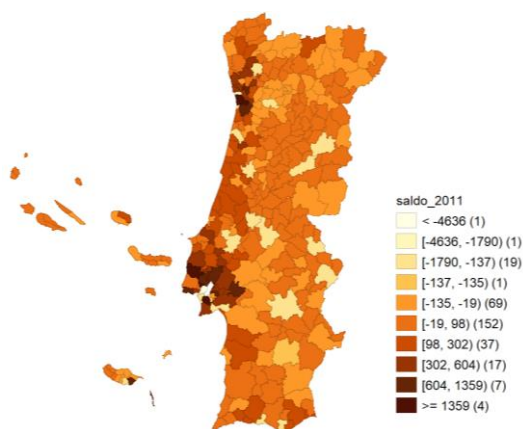 saldo_2011
< -4636 (1)
[-4636, -1790) (1)
[-1790, -137) (19)
[-137, -135) (1)
[-135, -19) (69)
[-19, 98) (152)
[98, 302) (37)
[302, 604) (17)
[604, 1359) (7)
>= 1359 (4)